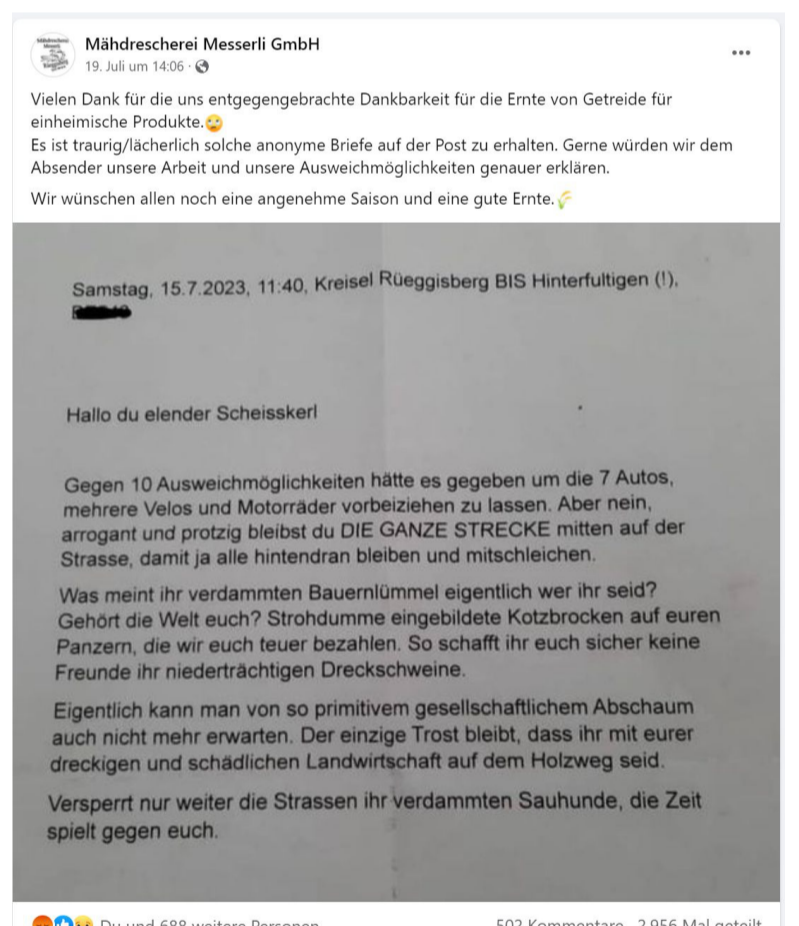 Mähdrescherei Messerli GmbH
19. Juli um 14:06 ·
Vielen Dank für die uns entgegengebrachte Dankbarkeit für die Ernte von Getreide für
einheimische Produkte.🙄
Es ist traurig/lächerlich solche anonyme Briefe auf der Post zu erhalten. Gerne würden wir dem
Absender unsere Arbeit und unsere Ausweichmöglichkeiten genauer erklären.
Wir wünschen allen noch eine angenehme Saison und eine gute Ernte.🌾
Samstag, 15.7.2023, 11:40, Kreisel Rüeggisberg BIS Hinterfultigen (!),
Hallo du elender Scheisskerl
Gegen 10 Ausweichmöglichkeiten hätte es gegeben um die 7 Autos,
mehrere Velos und Motorräder vorbeiziehen zu lassen. Aber nein,
arrogant und protzig bleibst du DIE GANZE STRECKE mitten auf der
Strasse, damit ja alle hintendran bleiben und mitschleichen.
Was meint ihr verdammten Bauernlümmel eigentlich wer ihr seid?
Gehört die Welt euch? Strohdumme eingebildete Kotzbrocken auf euren
Panzern, die wir euch teuer bezahlen. So schafft ihr euch sicher keine
Freunde ihr niederträchtigen Dreckschweine.
Eigentlich kann man von so primitivem gesellschaftlichem Abschaum
auch nicht mehr erwarten. Der einzige Trost bleibt, dass ihr mit eurer
dreckigen und schädlichen Landwirtschaft auf dem Holzweg seid.
Versperrt nur weiter die Strassen ihr verdammten Sauhunde, die Zeit
spielt gegen euch.
Du und 688 weitere Personen
502 Kommentare 2.956 Mal geteilt